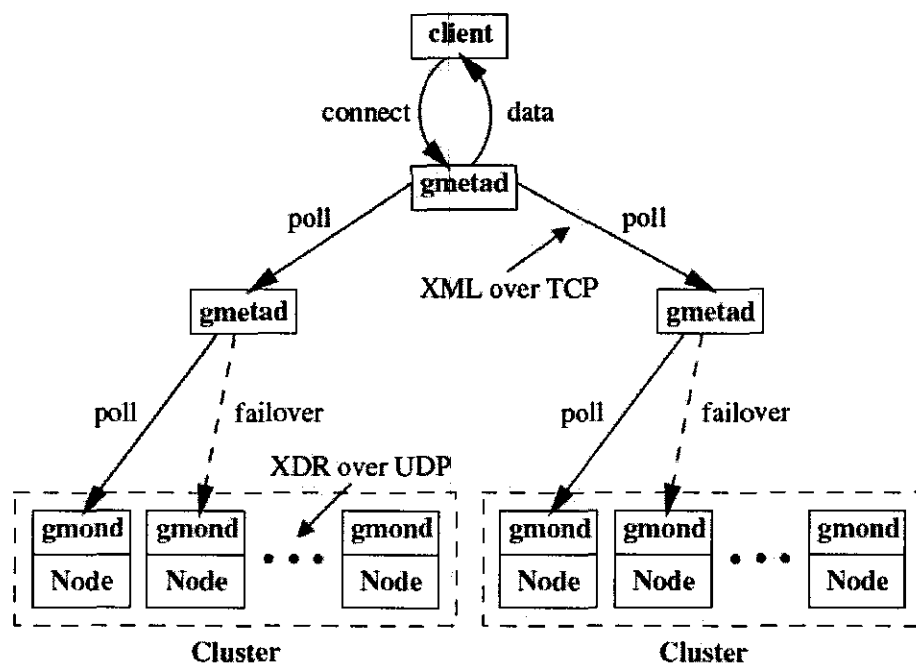 client
connect
data
gmetad
poll
poll
XML over TCP
gmetad
gmetad
poll
failover
poll
failover
XDR over UDP
gmond gmond gmond
gmond gmond gmond
Node Node Node
Node Node Node
Cluster
Cluster